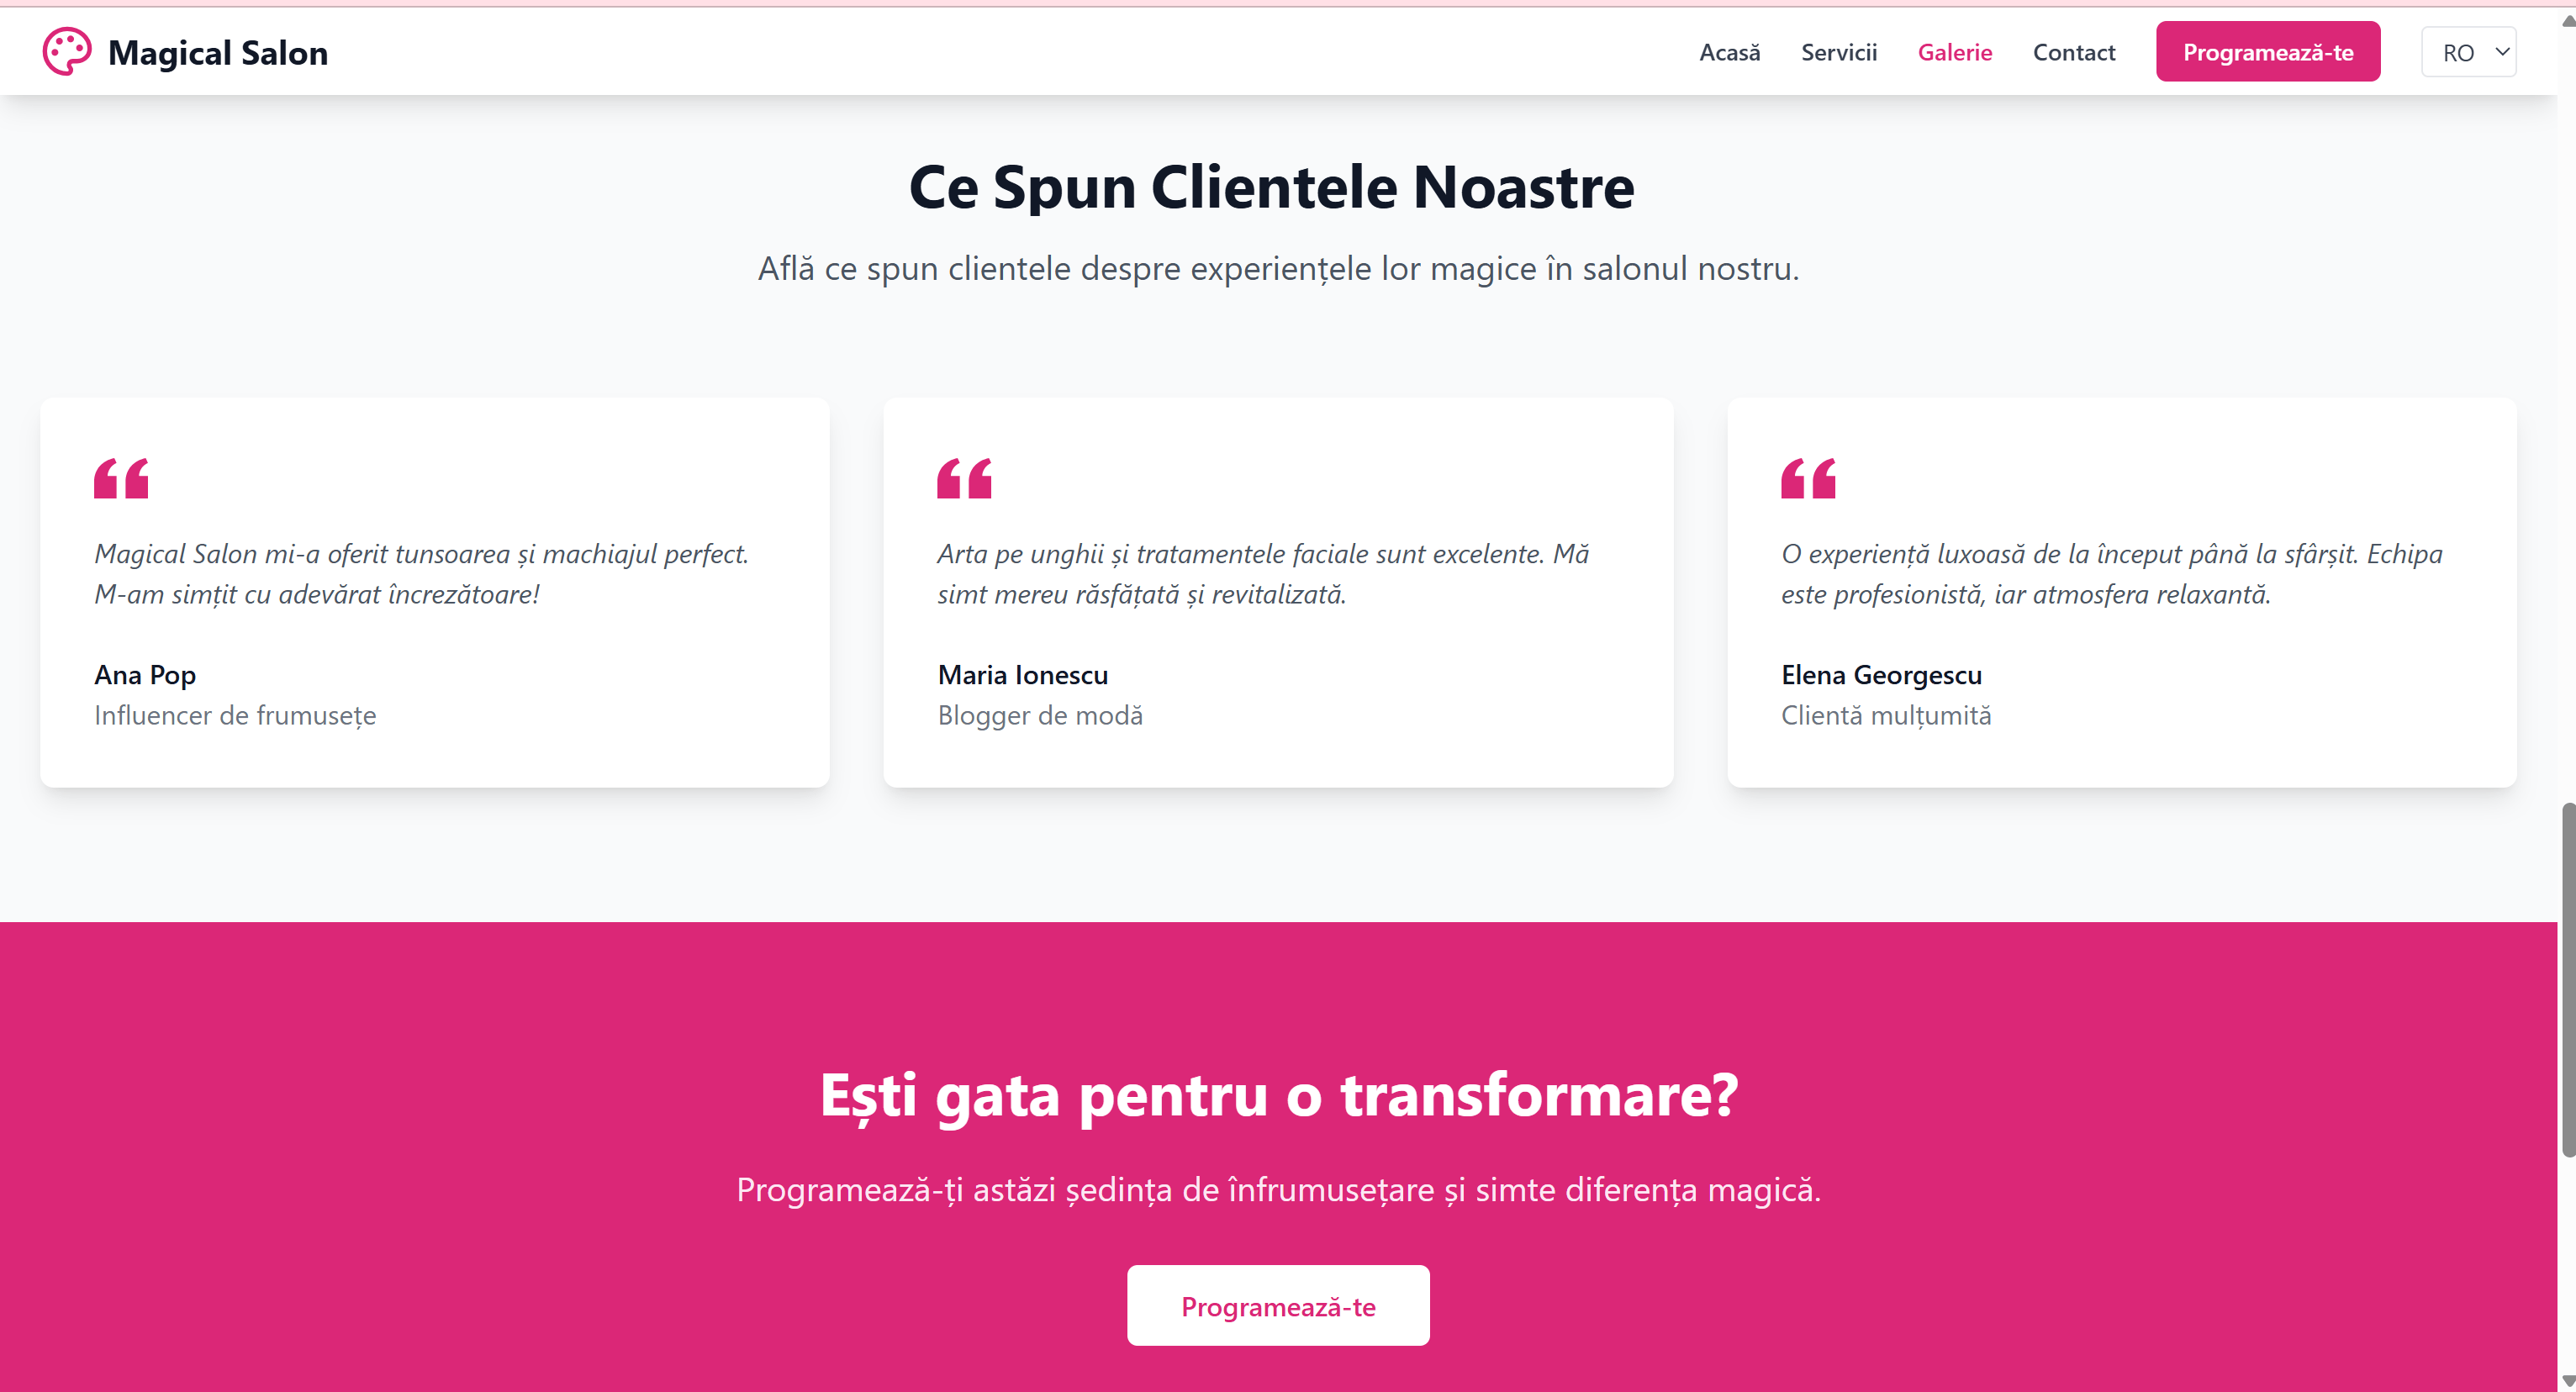 Magical Salon
Acasă Servicii Galerie Contact Programează-te RO
Ce Spun Clientele Noastre
Află ce spun clientele despre experiențele lor magice în salonul nostru.
Magical Salon mi-a oferit tunsoarea și machiajul perfect.
M-am simțit cu adevărat încrezătoare!
Ana Pop
Influencer de frumusețe
Arta pe unghii și tratamentele faciale sunt excelente. Mă
simt mereu răsfățată și revitalizată.
Maria Ionescu
Blogger de modă
O experiență luxoasă de la început până la sfârșit. Echipa
este profesionistă, iar atmosfera relaxantă.
Elena Georgescu
Clientă mulțumită
Ești gata pentru o transformare?
Programează-ți astăzi ședința de înfrumusețare și simte diferența magică.
Programează-te